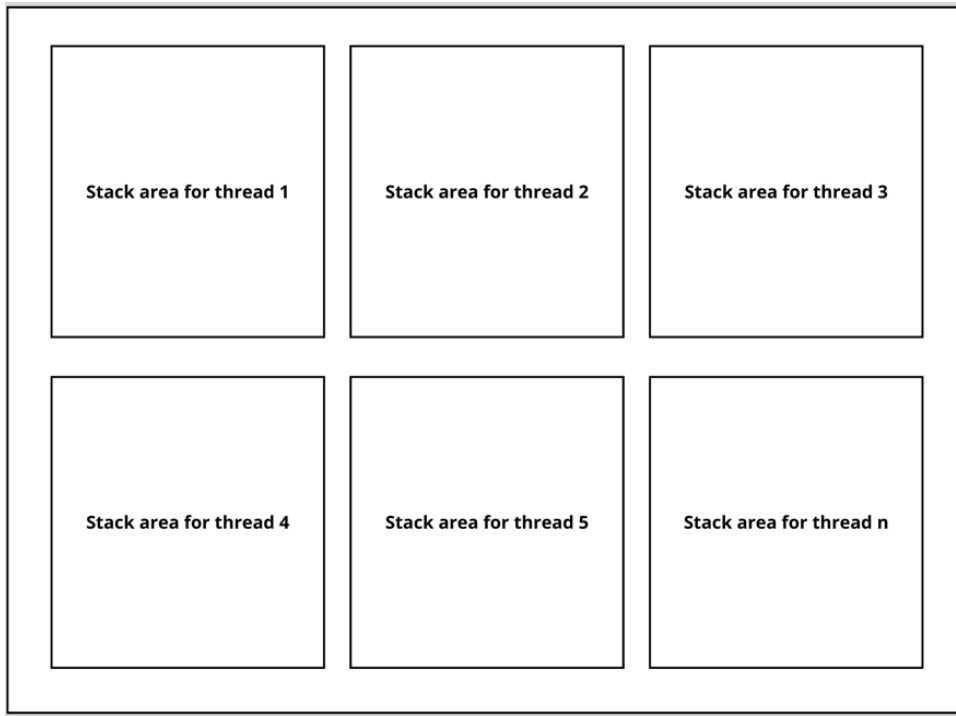 Stack area for thread 1
Stack area for thread 2
Stack area for thread 3
Stack area for thread 4
Stack area for thread 5
Stack area for thread n